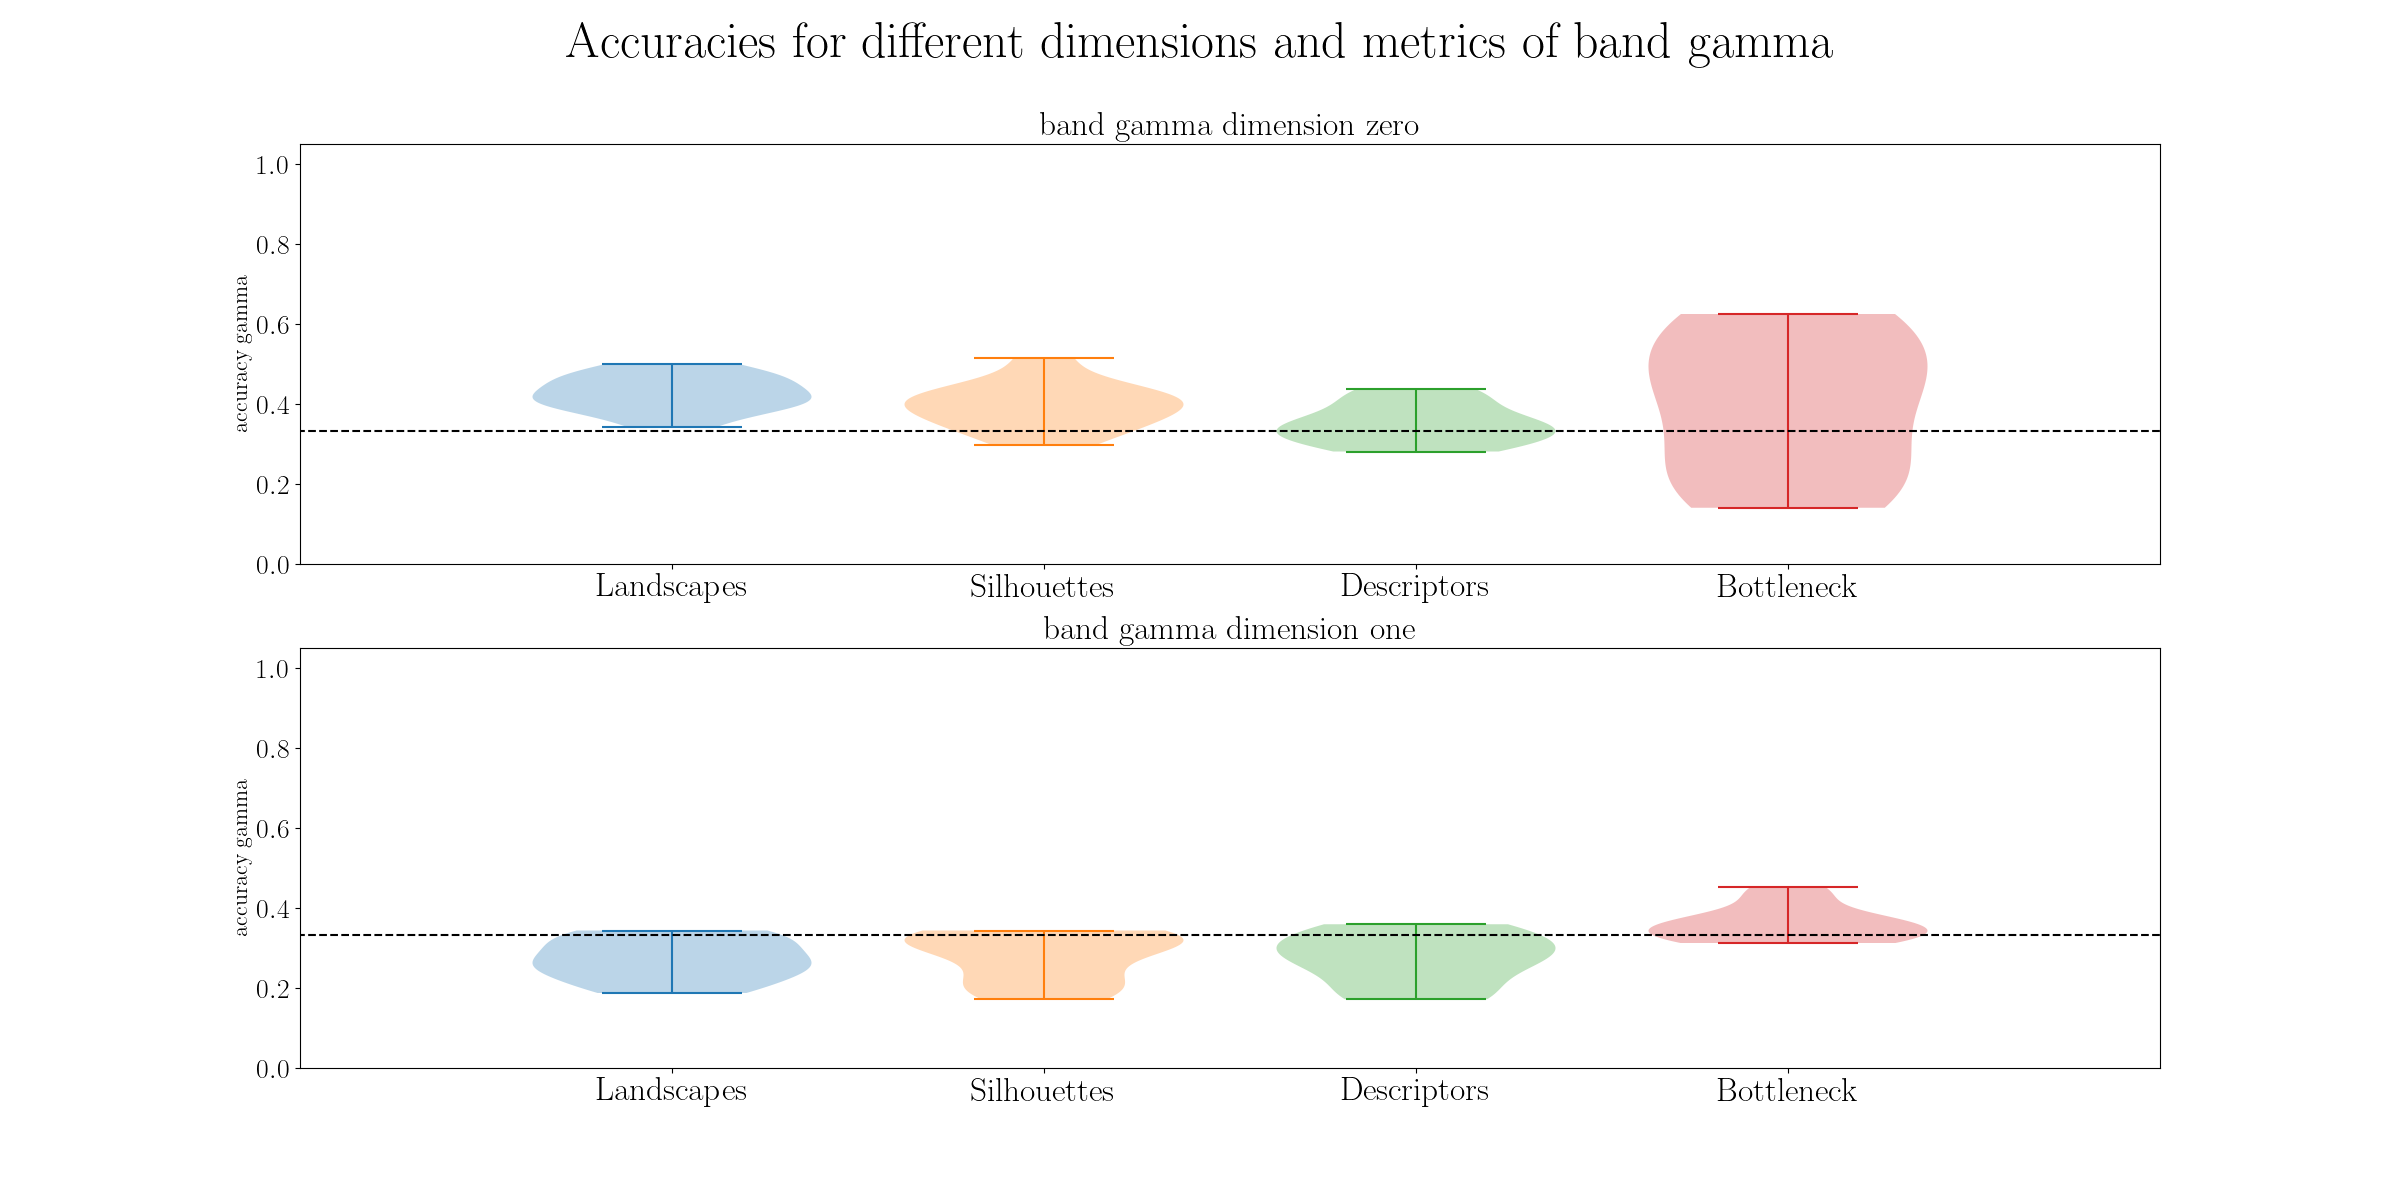 Accuracies for different dimensions and metrics of band gamma
band gamma dimension zero
1.0
0.8
0.6
0.4
0.2
0.0
accuracy gamma
Landscapes Silhouettes Descriptors Bottleneck
band gamma dimension one
1.0
0.8
0.6
0.4
0.2
0.0
accuracy gamma
Landscapes Silhouettes Descriptors Bottleneck